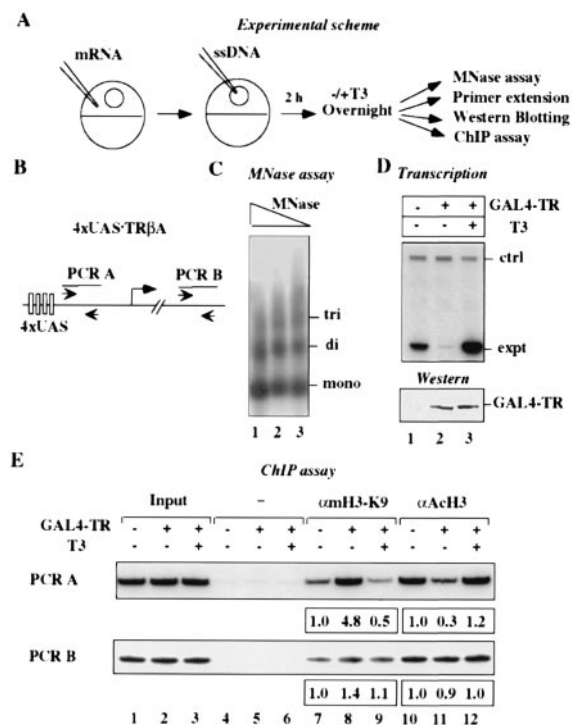 A
Experimental scheme
mRNA
ssDNA
2 h
-/+T3
Overnight
MNase assay
Primer extension
Western Blotting
ChIP assay
B
4xUAS·TRβA
PCR A
PCR B
4xUAS
C
MNase assay
MNase
tri
di
mono
1 2 3
D
Transcription
GAL4-TR
- + +
T3
- - +
ctrl
expt
Western
GAL4-TR
1 2 3
E
ChIP assay
Input – αmH3-K9 αAcH3
GAL4-TR - + + - + + - + + - + +
T3 - - + - - + - - + - - +
PCR A
1.0 4.8 0.5 1.0 0.3 1.2
PCR B
1.0 1.4 1.1 1.0 0.9 1.0
1 2 3 4 5 6 7 8 9 10 11 12